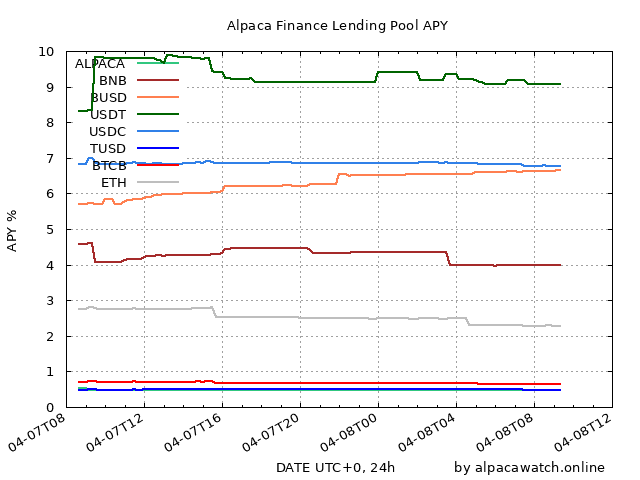 Alpaca Finance Lending Pool APY
10
9
8
7
6
5
4
3
2
1
0
APY %
ALPACA
BNB
BUSD
USDT
USDC
TUSD
BTCB
ETH
04-07T08
04-07T12
04-07T16
04-07T20
04-08T00
04-08T04
04-08T08
04-08T12
DATE UTC+0, 24h
by alpacawatch.online